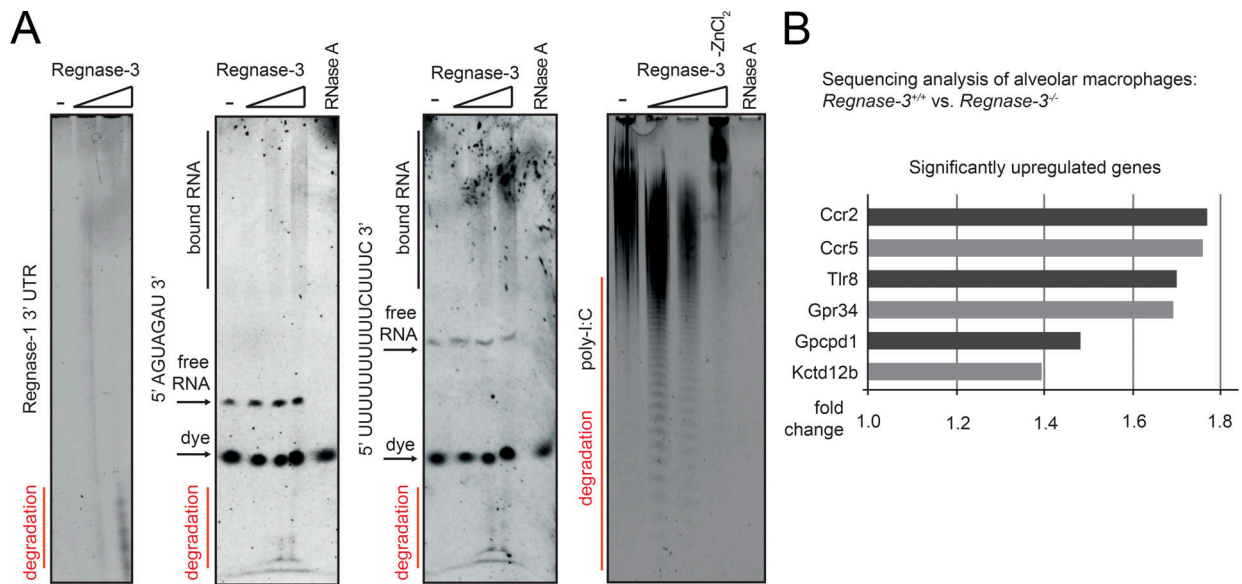 A
Regnase-3
-
Regnase-1 3' UTR
degradation
Regnase-3
-
RNase A
5' AGUAGAU 3'
bound RNA
free
RNA
dye
degradation
Regnase-3
-
RNase A
5' UUUUUUUUUUUCUUUC 3'
bound RNA
free
RNA
dye
degradation
Regnase-3
-
-ZnCl2
RNase A
poly-I:C
degradation
B
Sequencing analysis of alveolar macrophages:
Regnase-3+/+ vs. Regnase-3-/-
Significantly upregulated genes
Ccr2
Ccr5
Tlr8
Gpr34
Gpcpd1
Kctd12b
fold
change
1.0
1.2
1.4
1.6
1.8